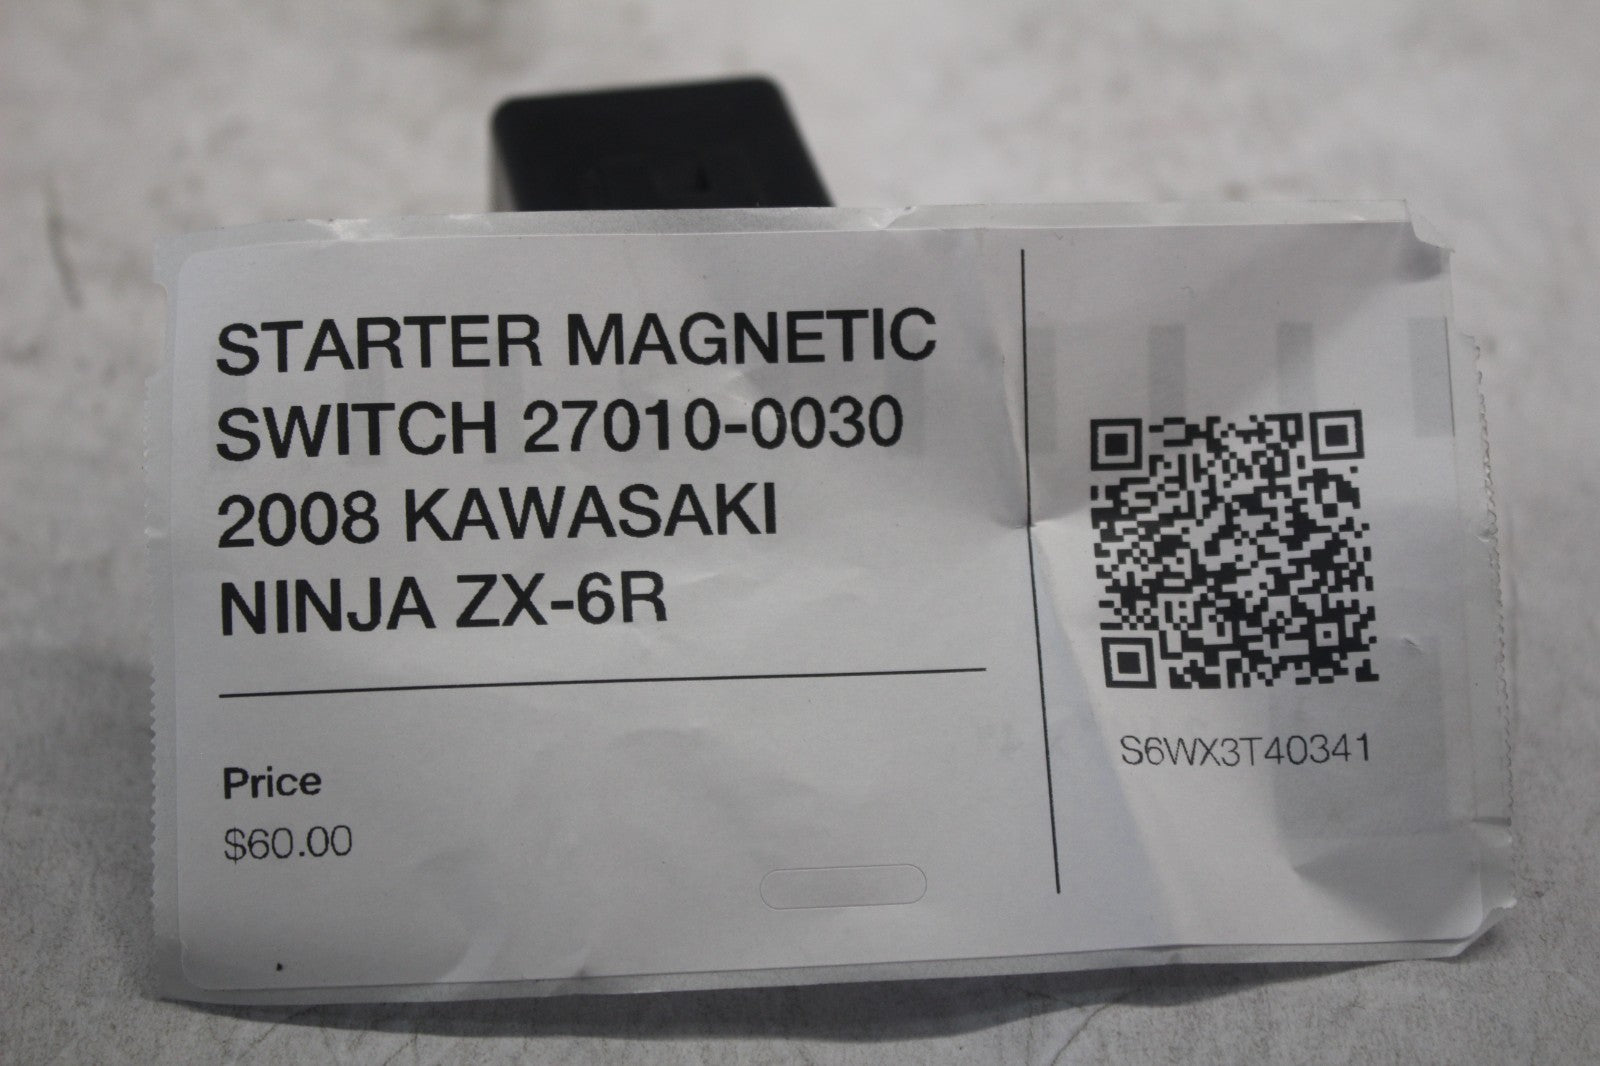 STARTER MAGNETIC
SWITCH 27010-0030
2008 KAWASAKI
NINJA ZX-6R
Price
$60.00
S6WX3T40341